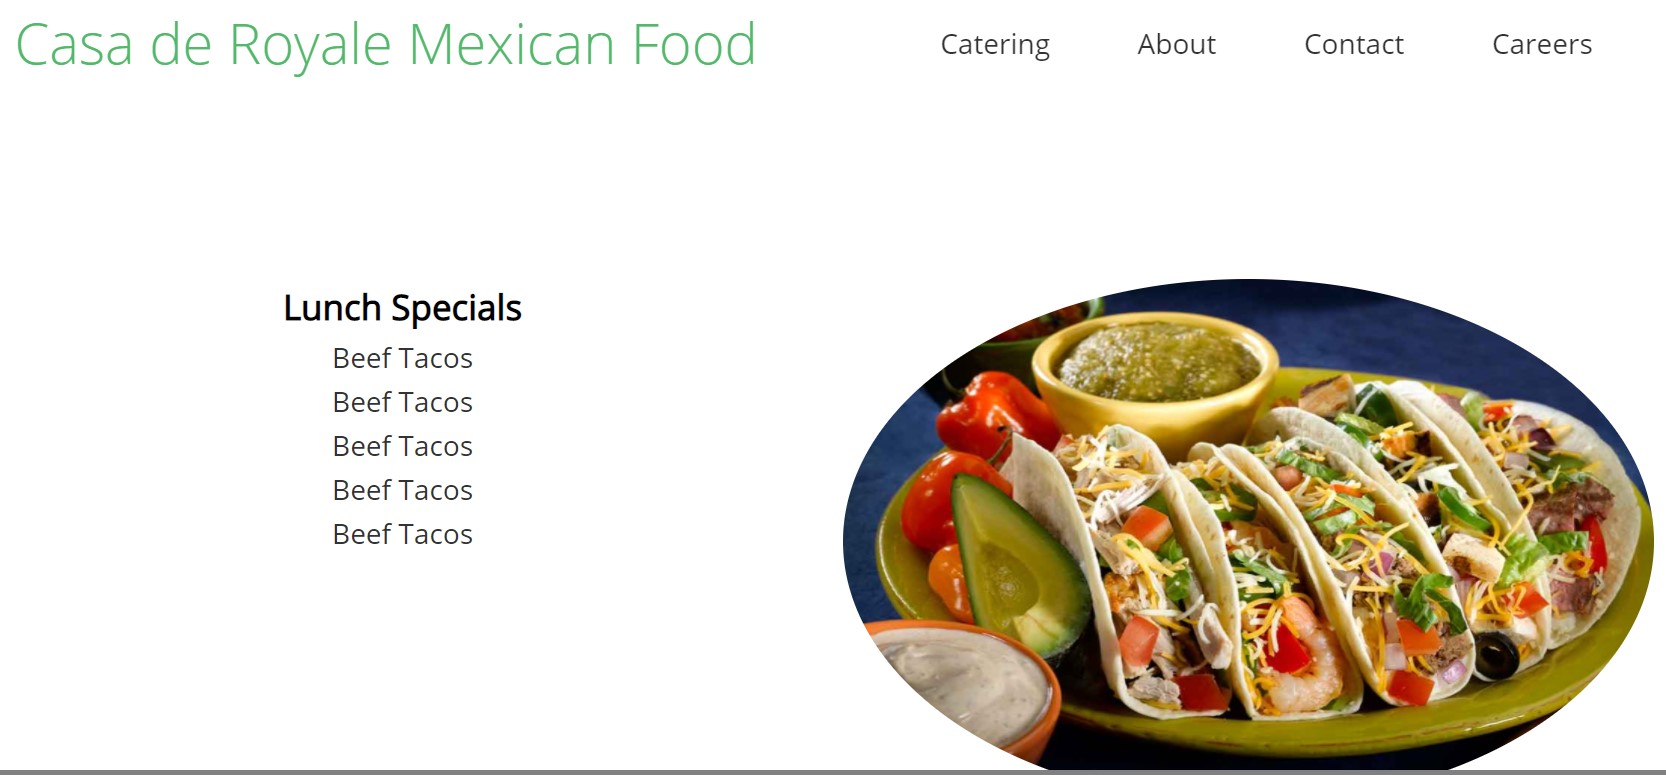 Casa de Royale Mexican Food
Catering About Contact Careers
Lunch Specials
Beef Tacos
Beef Tacos
Beef Tacos
Beef Tacos
Beef Tacos